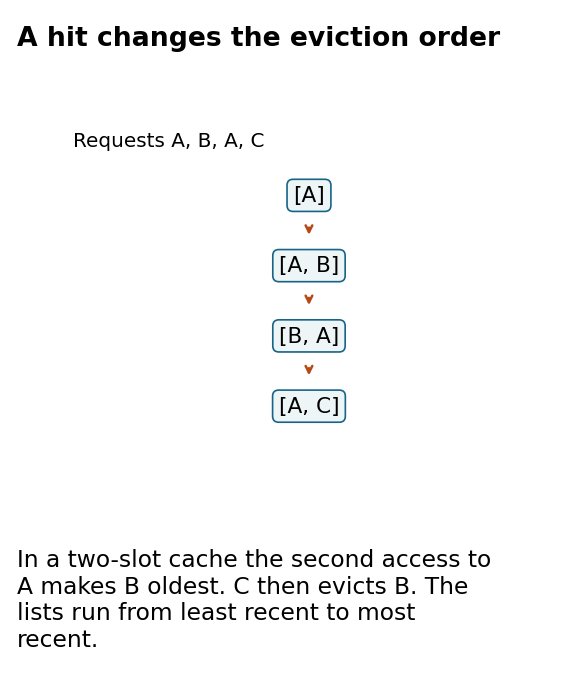 A hit changes the eviction order
Requests A, B, A, C
[A]
[A, B]
[B, A]
[A, C]
In a two-slot cache the second access to
A makes B oldest. C then evicts B. The
lists run from least recent to most
recent.